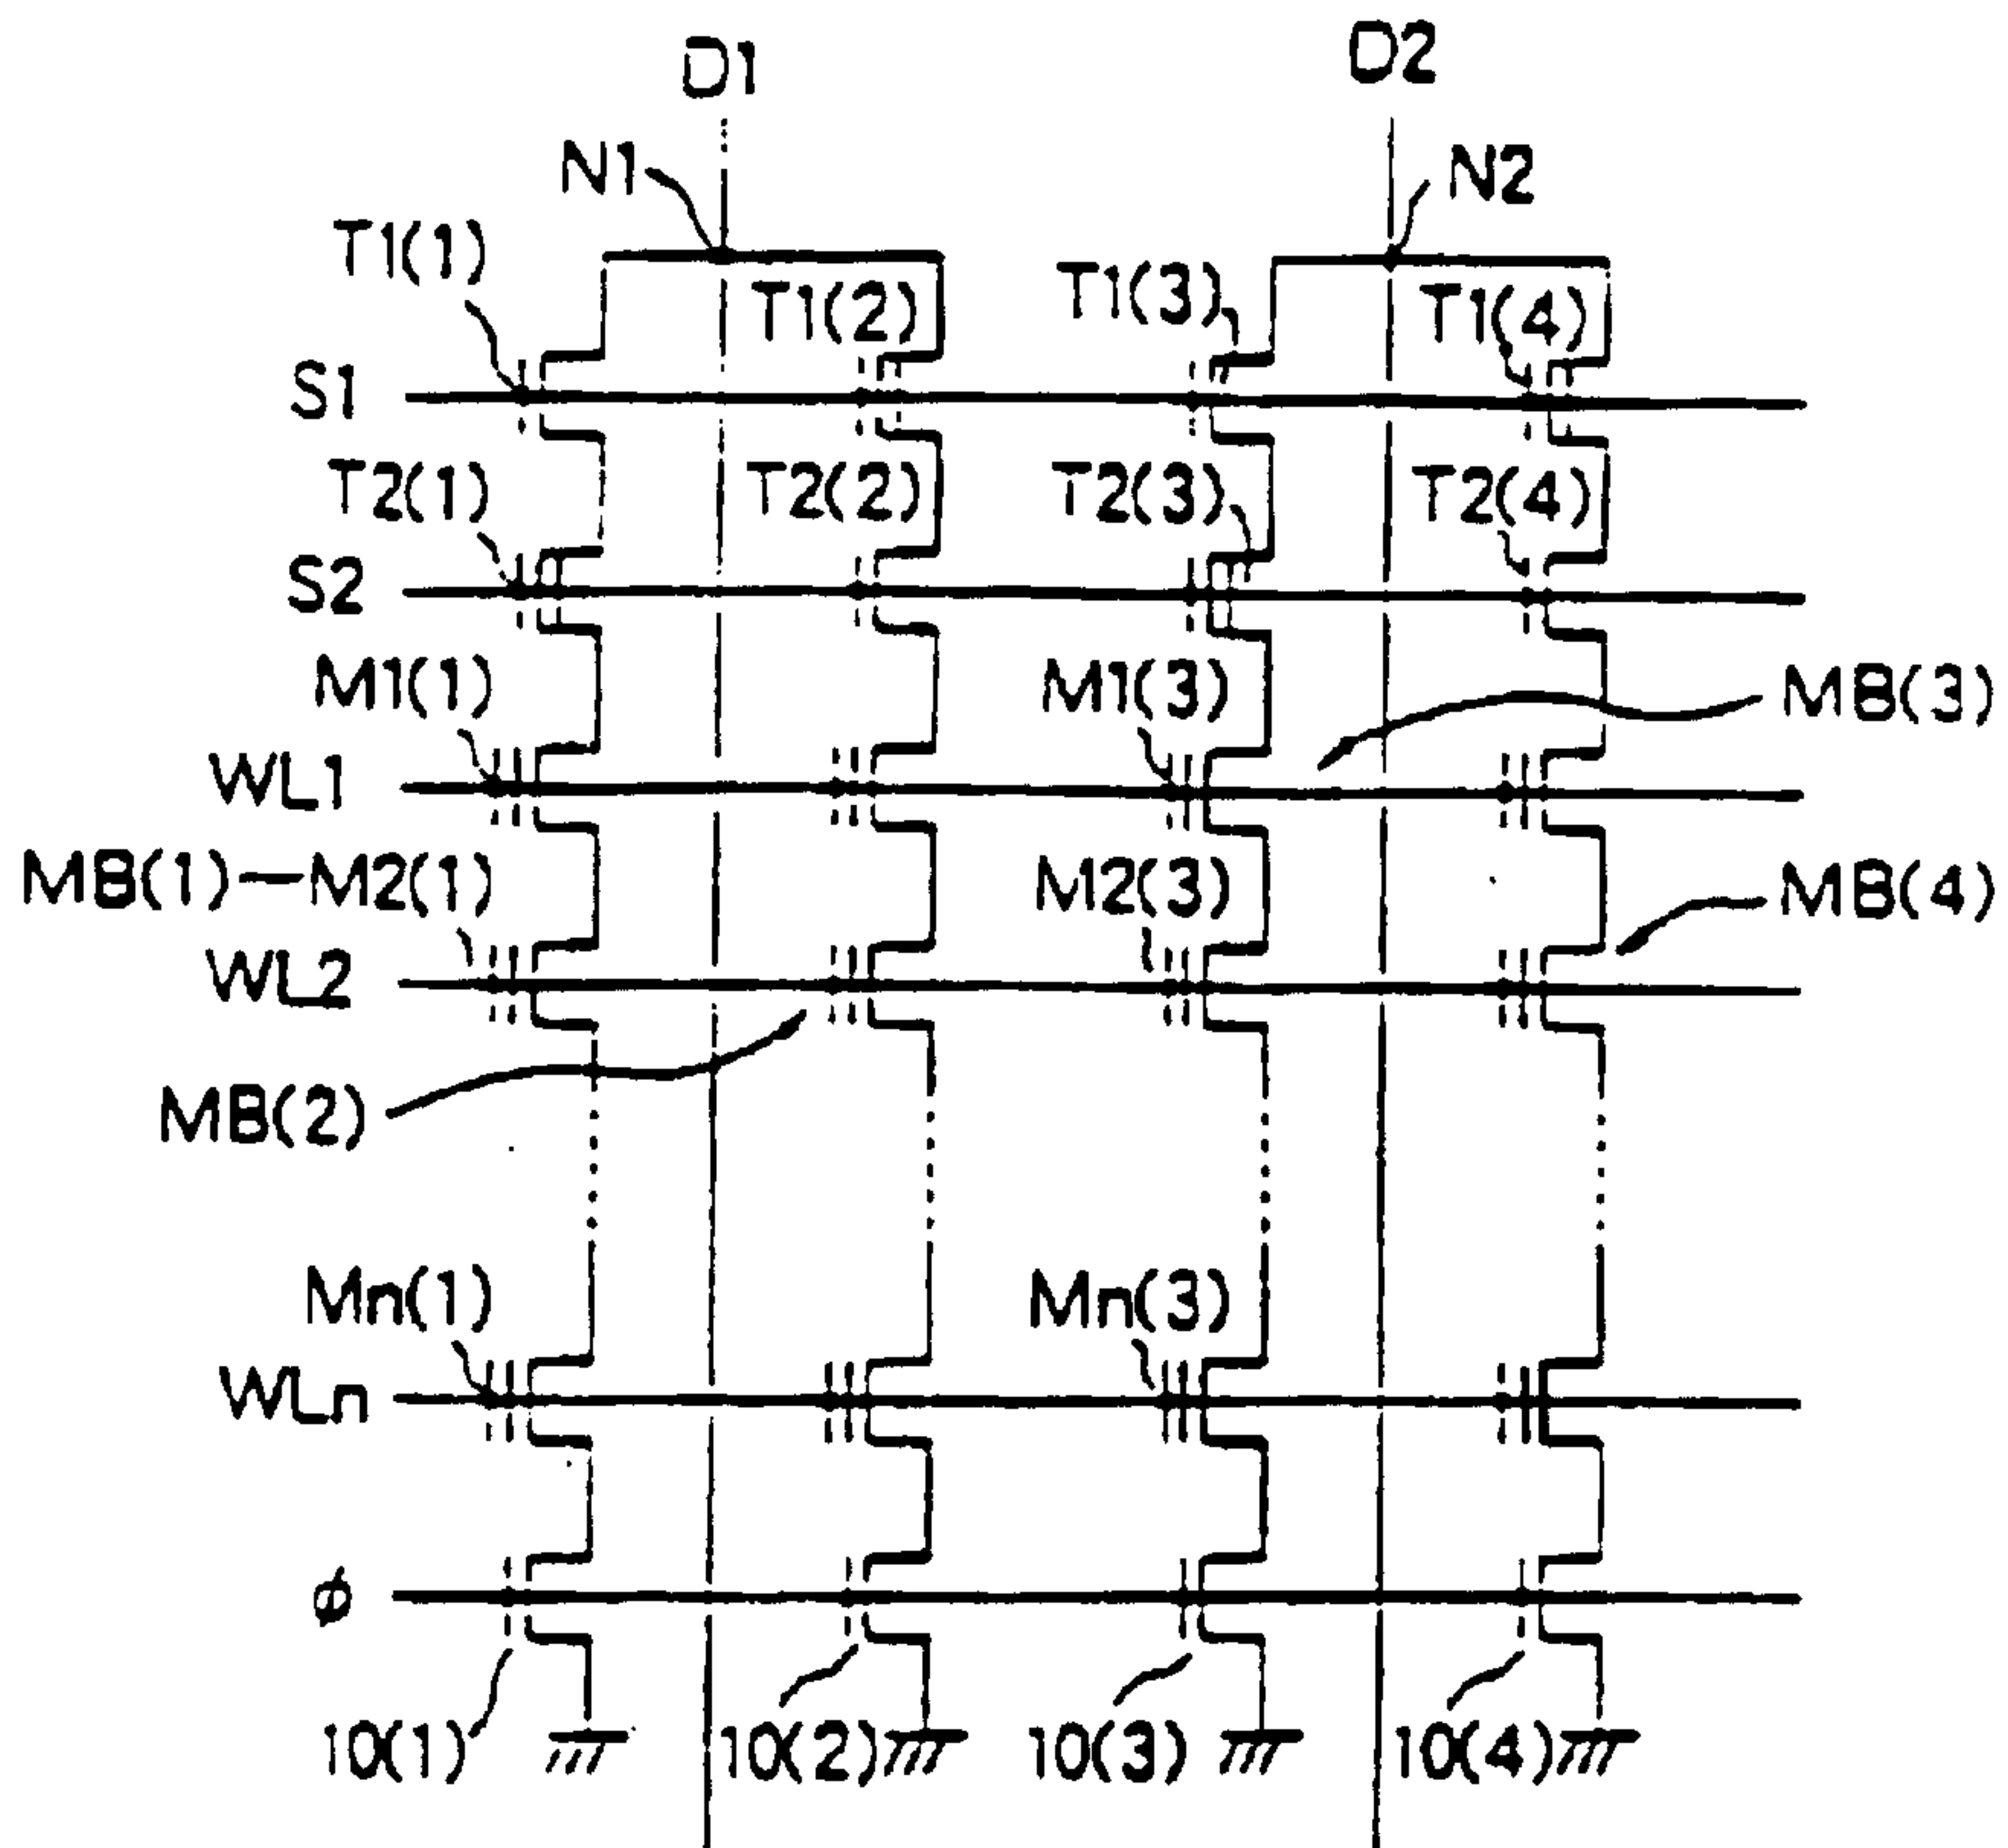 D1 D2
N1 N2
T1(1) T1(2) T1(3) T1(4)
S1
T2(1) T2(2) T2(3) T2(4)
S2
M1(1) M1(3) MB(3)
WL1
MB(1)—M2(1) M2(3) MB(4)
WL2
MB(2)
Mn(1) Mn(3)
WLn
ø
10(1) 10(2) 10(3) 10(4)